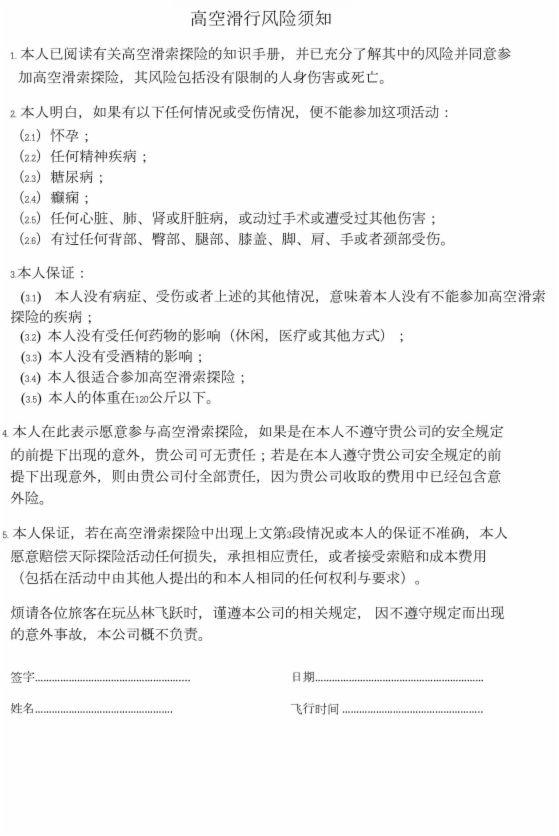 高空滑行风险须知
1. 本人已阅读有关高空滑索探险的知识手册，并已充分了解其中的风险并同意参
加高空滑索探险，其风险包括没有限制的人身伤害或死亡。
2. 本人明白，如果有以下任何情况或受伤情况，便不能参加这项活动：
（2.1）怀孕；
（2.2）任何精神疾病；
（2.3）糖尿病；
（2.4）癫痫；
（2.5）任何心脏、肺、肾或肝脏病，或动过手术或遭受过其他伤害；
（2.6）有过任何背部、臀部、腿部、膝盖、脚、肩、手或者颈部受伤。
3.本人保证：
(3.1) 本人没有病症、受伤或者上述的其他情况，意味着本人没有不能参加高空滑索
探险的疾病；
(3.2) 本人没有受任何药物的影响（休闲，医疗或其他方式）；
(3.3) 本人没有受酒精的影响；
(3.4) 本人很适合参加高空滑索探险；
(3.5) 本人的体重在120公斤以下。
4. 本人在此表示愿意参与高空滑索探险，如果是在本人不遵守贵公司的安全规定
的前提下出现的意外，贵公司可无责任；若是在本人遵守贵公司安全规定的前
提下出现意外，则由贵公司付全部责任，因为贵公司收取的费用中已经包含意
外险。
5. 本人保证，若在高空滑索探险中出现上文第3段情况或本人的保证不准确，本人
愿意赔偿天际探险活动任何损失，承担相应责任，或者接受索赔和成本费用
（包括在活动中由其他人提出的和本人相同的任何权利与要求）。
烦请各位旅客在玩丛林飞跃时，谨遵本公司的相关规定， 因不遵守规定而出现
的意外事故，本公司概不负责。
签字...................................................... 日期..........................................................
姓名................................................ 飞行时间 .................................................